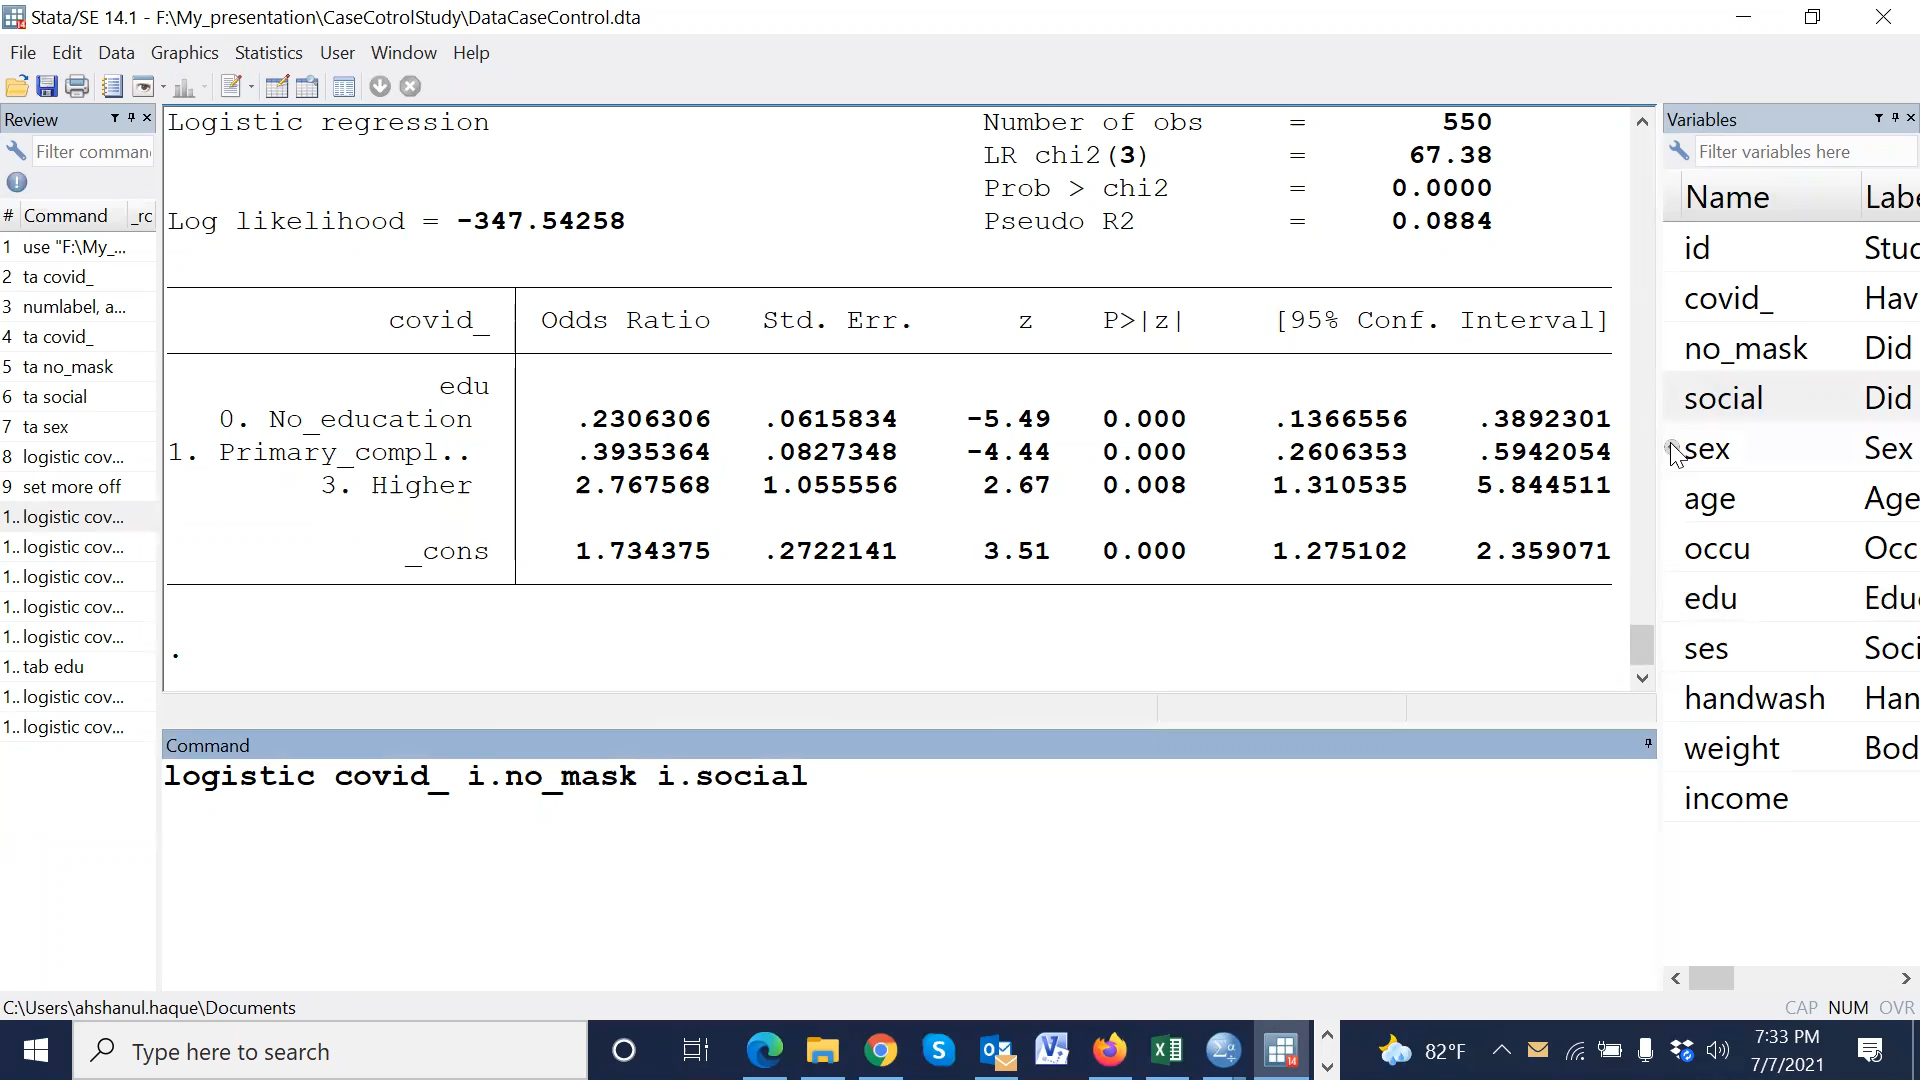 Stata/SE 14.1 - F:\My_presentation\CaseCotrolStudy\DataCaseControl.dta
File Edit Data Graphics Statistics User Window Help
Review
Filter comman
# Command _rc
1 use "F:\My_...
2 ta covid_
3 numlabel, a...
4 ta covid_
5 ta no_mask
6 ta social
7 ta sex
8 logistic cov...
9 set more off
1.. logistic cov...
1.. logistic cov...
1.. logistic cov...
1.. logistic cov...
1.. logistic cov...
1.. tab edu
1.. logistic cov...
1.. logistic cov...
Logistic regression Number of obs = 550
LR chi2(3) = 67.38
Prob > chi2 = 0.0000
Log likelihood = -347.54258 Pseudo R2 = 0.0884
covid_ Odds Ratio Std. Err. z P>|z| [95% Conf. Interval]
edu
0. No_education .2306306 .0615834 -5.49 0.000 .1366556 .3892301
1. Primary_compl.. .3935364 .0827348 -4.44 0.000 .2606353 .5942054
3. Higher 2.767568 1.055556 2.67 0.008 1.310535 5.844511
_cons 1.734375 .2722141 3.51 0.000 1.275102 2.359071
.
Command
logistic covid_ i.no_mask i.social
Variables
Filter variables here
Name Labe
id Stud
covid_ Hav
no_mask Did
social Did
sex Sex
age Age
occu Occ
edu Edu
ses Soci
handwash Han
weight Bod
income
C:\Users\ahshanul.haque\Documents
CAP NUM OVR
Type here to search
82°F
7:33 PM
7/7/2021